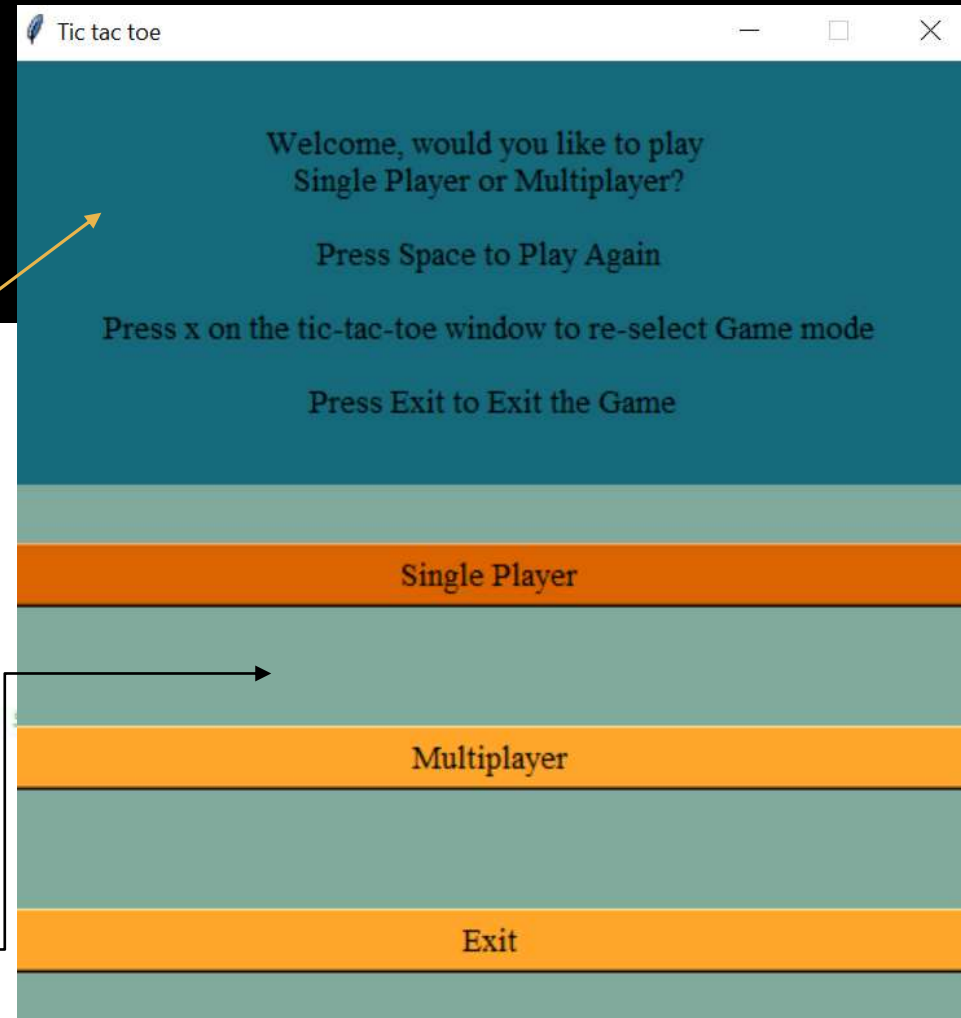 Tic tac toe
Welcome, would you like to play
Single Player or Multiplayer?
Press Space to Play Again
Press x on the tic-tac-toe window to re-select Game mode
Press Exit to Exit the Game
Single Player
Multiplayer
Exit